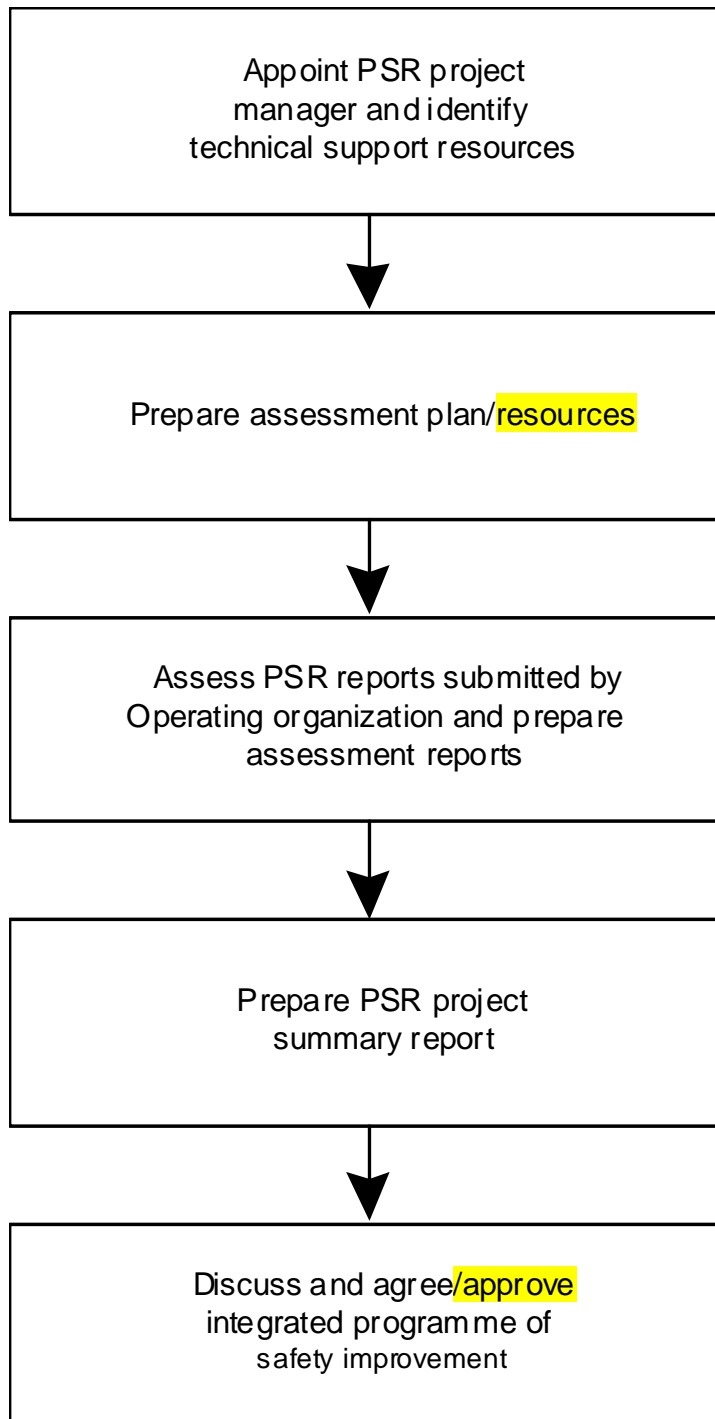 Appoint PSR project
manager and identify
technical support resources
Prepare assessment plan/resources
Assess PSR reports submitted by
Operating organization and prepare
assessment reports
Prepare PSR project
summary report
Discuss and agree/approve
integrated programme of
safety improvement